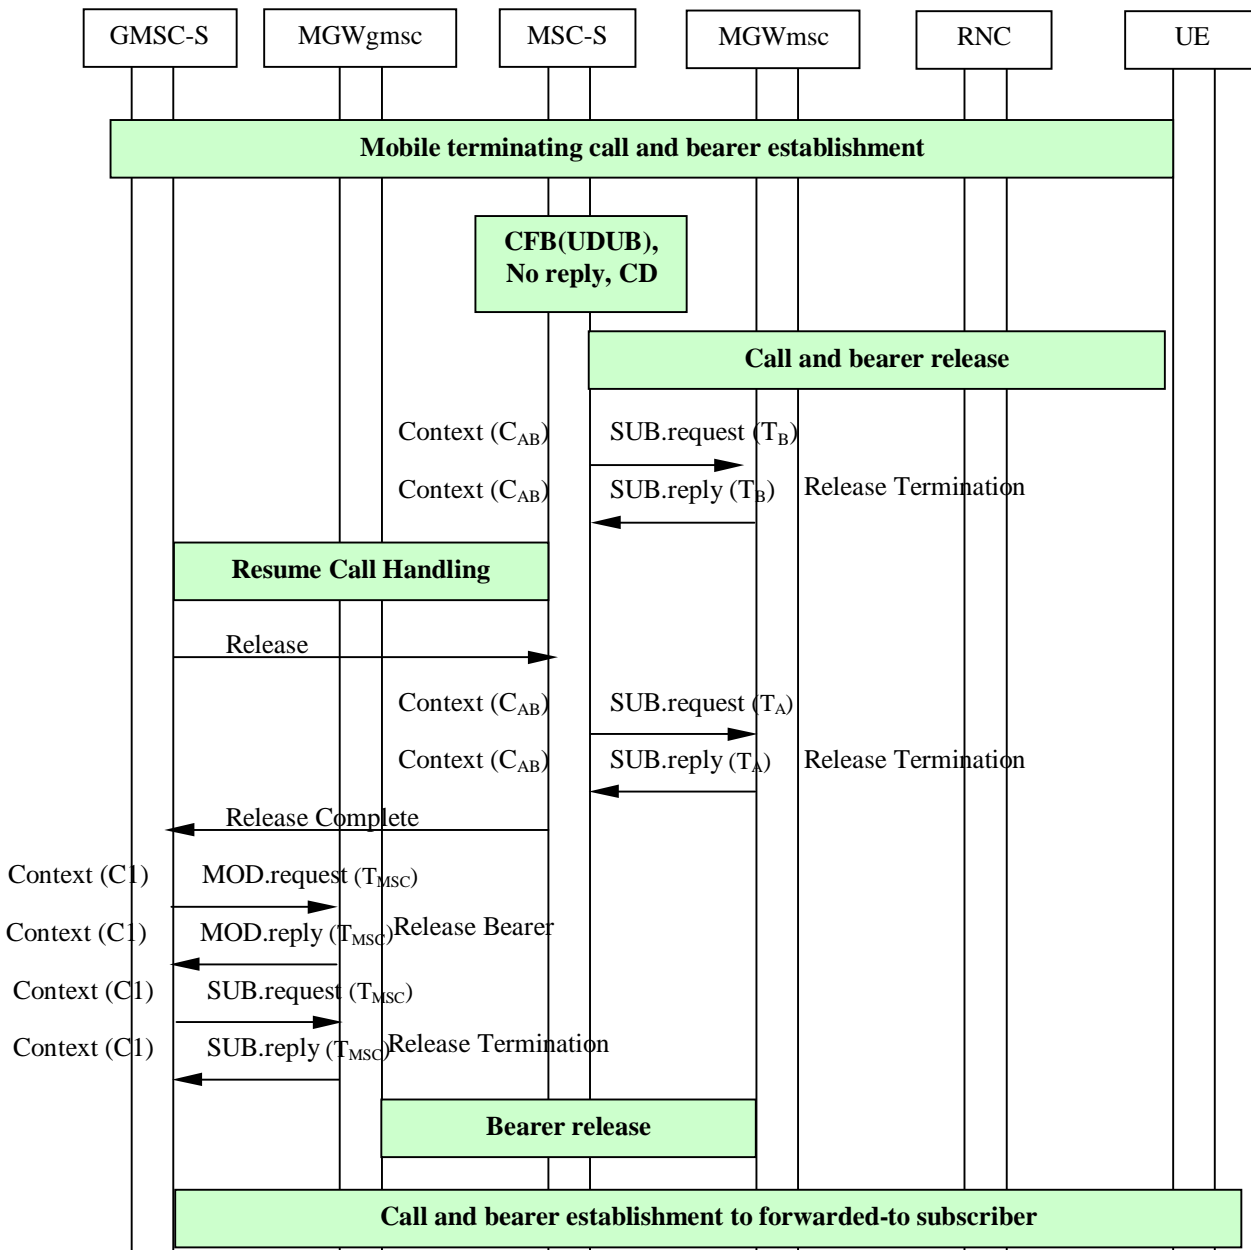 GMSC-S MGWgmsc MSC-S MGWmsc RNC UE
Mobile terminating call and bearer establishment
CFB(UDUB),
No reply, CD
Call and bearer release
Context (CAB) SUB.request (TB)
Context (CAB) SUB.reply (TB) Release Termination
Resume Call Handling
Release
Context (CAB) SUB.request (TA)
Context (CAB) SUB.reply (TA) Release Termination
Release Complete
Context (C1) MOD.request (TMSC)
Context (C1) MOD.reply (TMSC) Release Bearer
Context (C1) SUB.request (TMSC)
Context (C1) SUB.reply (TMSC) Release Termination
Bearer release
Call and bearer establishment to forwarded-to subscriber